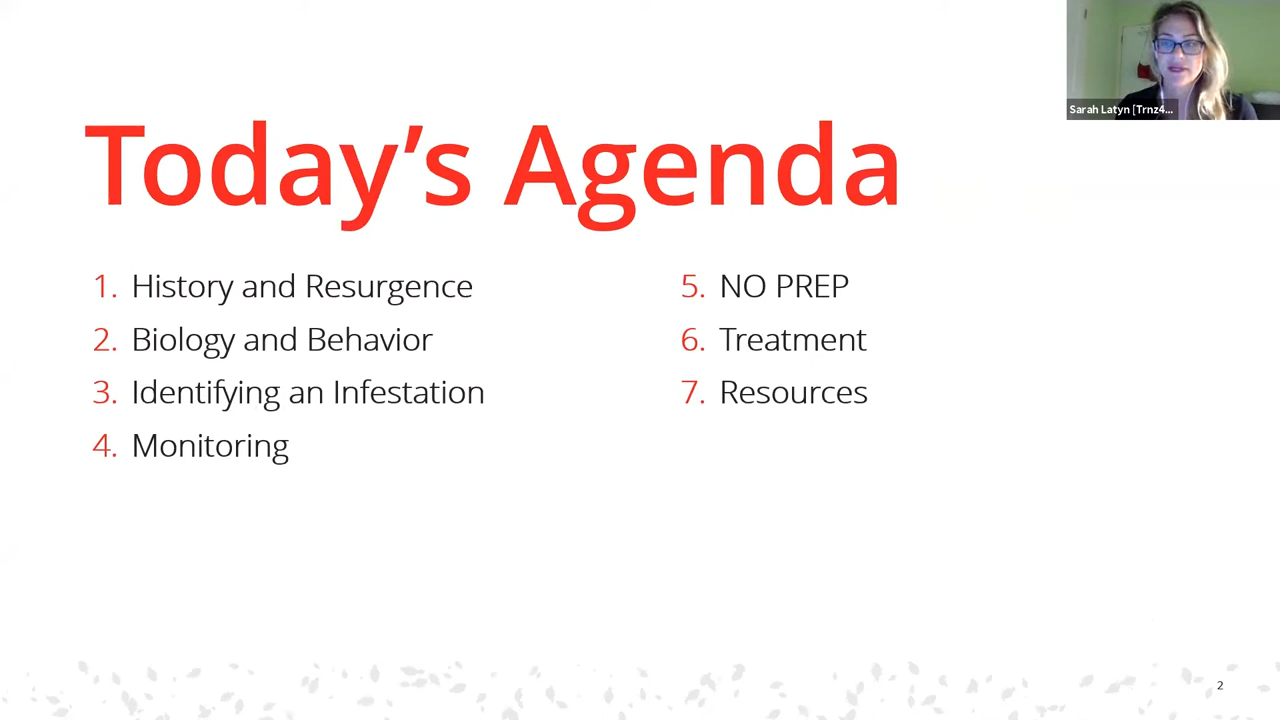 Sarah Latyn [Trnz4...
Today's Agenda
1. History and Resurgence
2. Biology and Behavior
3. Identifying an Infestation
4. Monitoring
5. NO PREP
6. Treatment
7. Resources
2